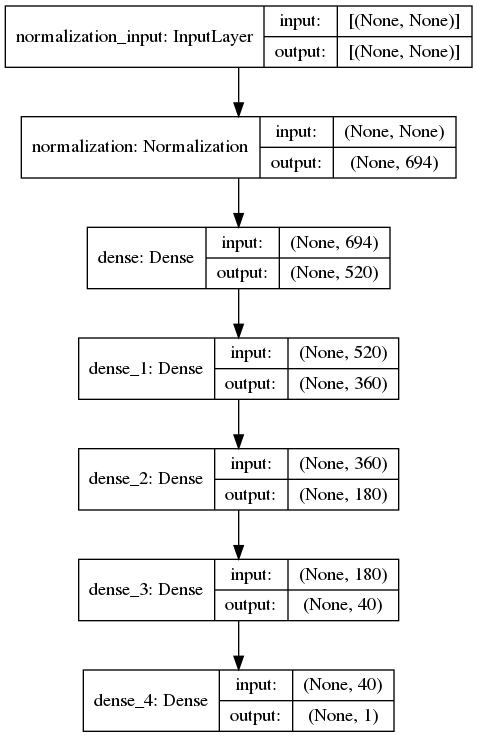 normalization_input: InputLayer
input: [(None, None)]
output: [(None, None)]
normalization: Normalization
input: (None, None)
output: (None, 694)
dense: Dense
input: (None, 694)
output: (None, 520)
dense_1: Dense
input: (None, 520)
output: (None, 360)
dense_2: Dense
input: (None, 360)
output: (None, 180)
dense_3: Dense
input: (None, 180)
output: (None, 40)
dense_4: Dense
input: (None, 40)
output: (None, 1)